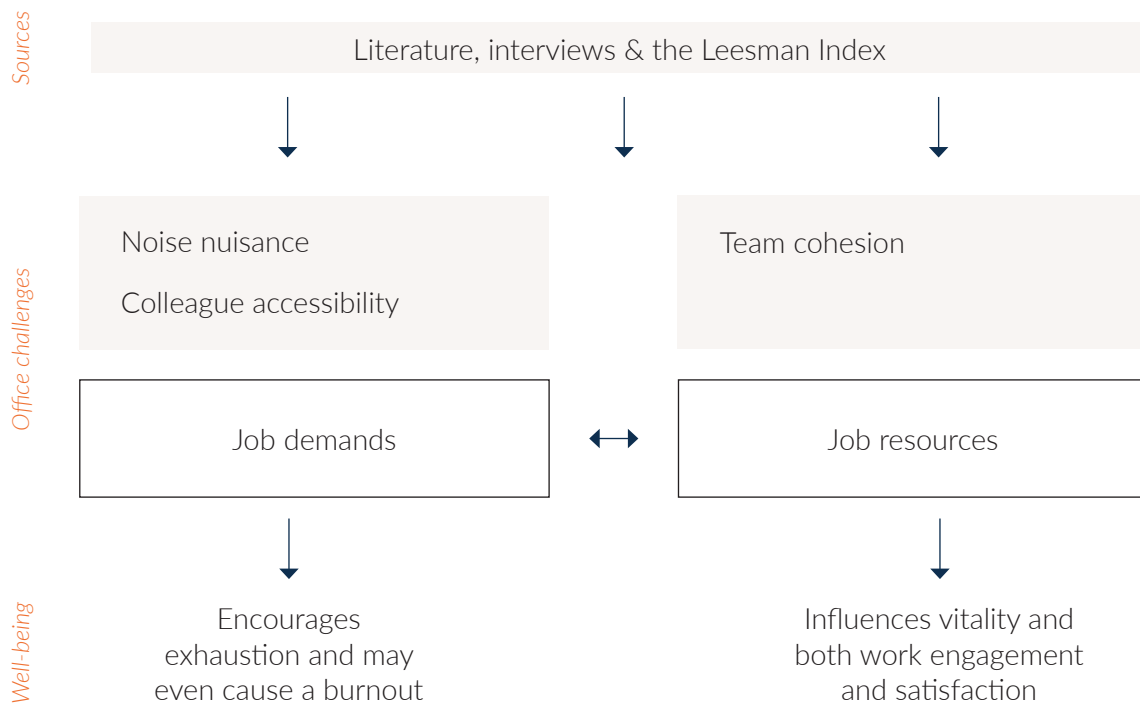 Sources
Literature, interviews & the Leesman Index
Office challenges
Noise nuisance
Colleague accessibility
Team cohesion
Job demands
Job resources
Well-being
Encourages
exhaustion and may
even cause a burnout
Influences vitality and
both work engagement
and satisfaction